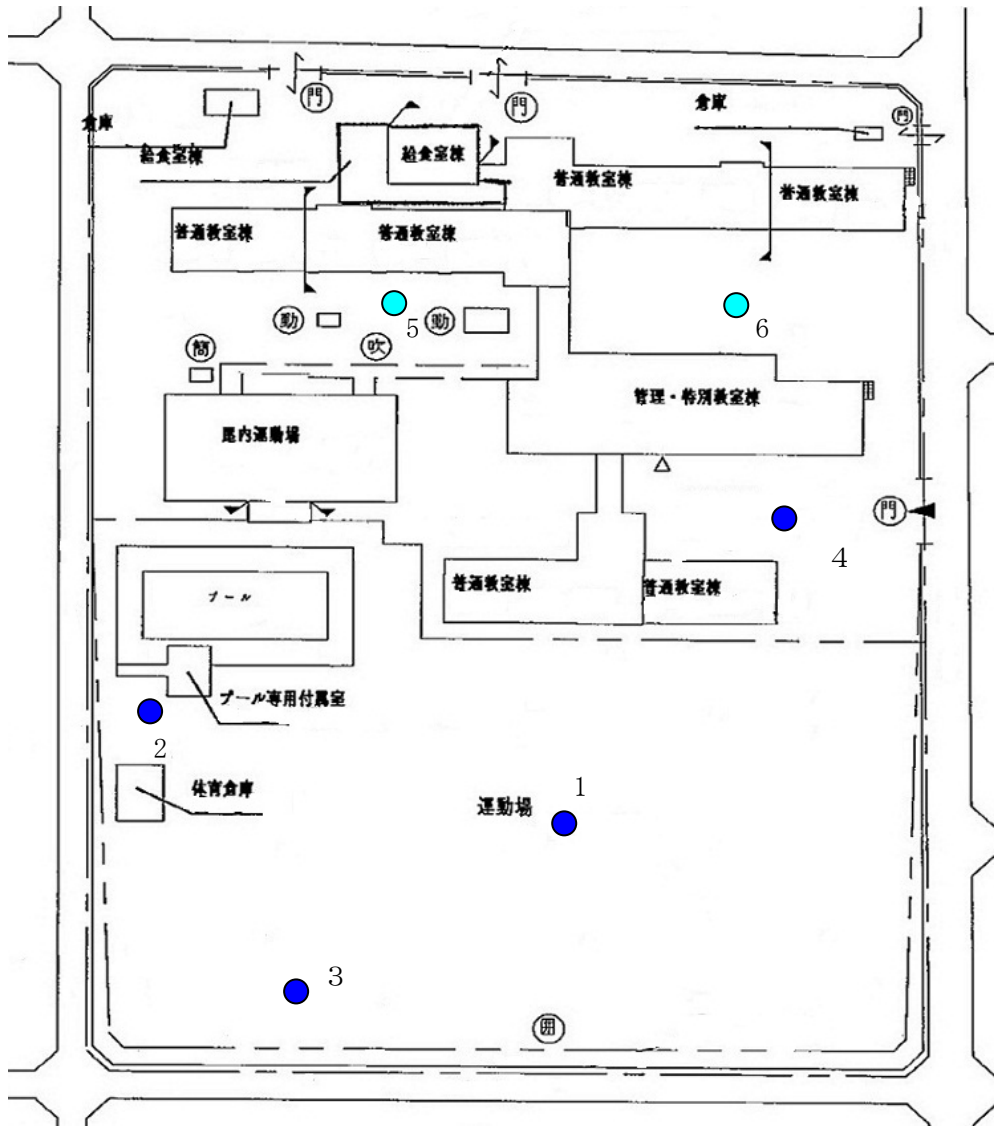 門
門
倉庫
門
倉庫
給食室棟
給食室棟
普通教室棟
普通教室棟
普通教室棟
普通教室棟
5
6
動
動
吹
簡
管理・特別教室棟
屋内運動場
門
4
普通教室棟
普通教室棟
プール
プール専用付属室
2
体育倉庫
1
運動場
3
囲